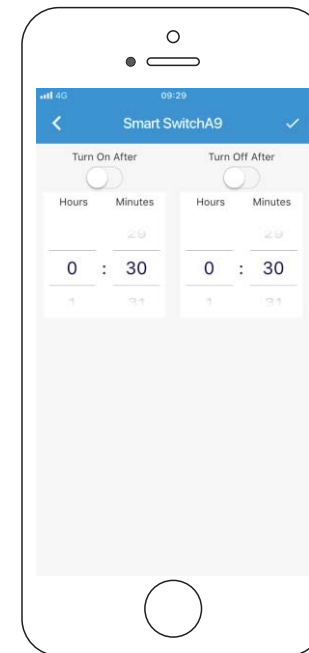 4G 09:29
Smart SwitchA9
Turn On After Turn Off After
Hours Minutes Hours Minutes
29 29
0 : 30 0 : 30
1 31 1 31